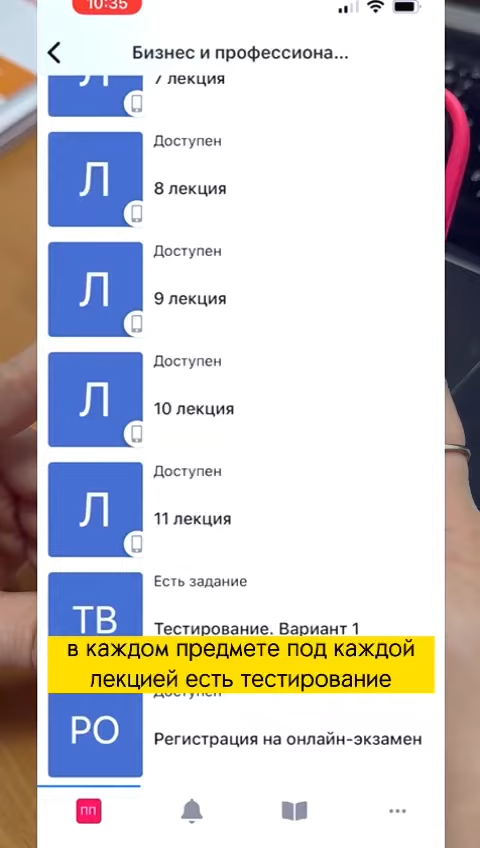 10:35
Бизнес и профессиона...
Л
7 лекция
Доступен
Л
8 лекция
Доступен
Л
9 лекция
Доступен
Л
10 лекция
Доступен
Л
11 лекция
Есть задание
ТВ
Тестирование. Вариант 1
в каждом предмете под каждой
лекцией есть тестирование
Доступен
РО
Регистрация на онлайн-экзамен
ПП